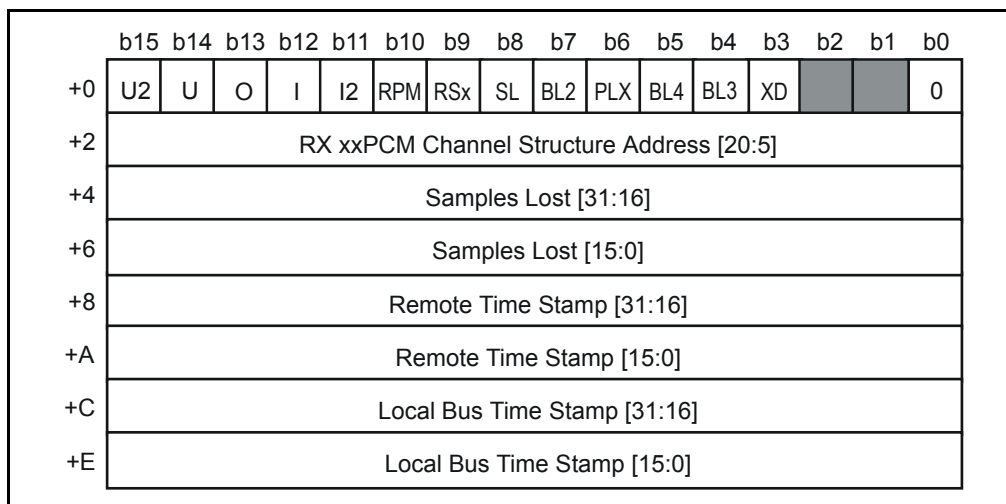 b15 b14 b13 b12 b11 b10 b9 b8 b7 b6 b5 b4 b3 b2 b1 b0
+0 U2 U O I I2 RPM RSx SL BL2 PLX BL4 BL3 XD 0
+2 RX xxPCM Channel Structure Address [20:5]
+4 Samples Lost [31:16]
+6 Samples Lost [15:0]
+8 Remote Time Stamp [31:16]
+A Remote Time Stamp [15:0]
+C Local Bus Time Stamp [31:16]
+E Local Bus Time Stamp [15:0]